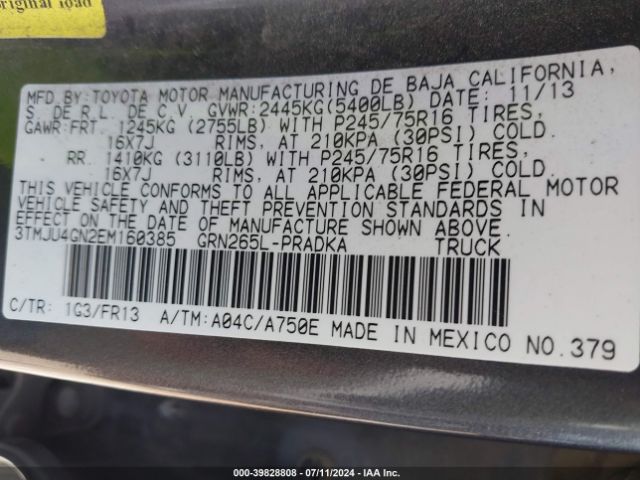 original load
MFD.BY:TOYOTA MOTOR MANUFACTURING DE BAJA CALIFORNIA,
S. DE R.L. DE C.V. GVWR:2445KG(5400LB) DATE: 11/13
GAWR:FRT. 1245KG (2755LB) WITH P245/75R16 TIRES,
16X7J RIMS, AT 210KPA (30PSI) COLD.
- RR. 1410KG (3110LB) WITH P245/75R16 TIRES,
16X7J RIMS, AT 210KPA (30PSI) COLD.
THIS VEHICLE CONFORMS TO ALL APPLICABLE FEDERAL MOTOR
VEHICLE SAFETY AND THEFT PREVENTION STANDARDS IN
EFFECT ON THE DATE OF MANUFACTURE SHOWN ABOVE.
3TMJU4GN2EM160385 GRN265L-PRADKA TRUCK
C/TR: 1G3/FR13 A/TM:A04C/A750E MADE IN MEXICO NO.379
000-39828808 - 07/11/2024 - IAA Inc.